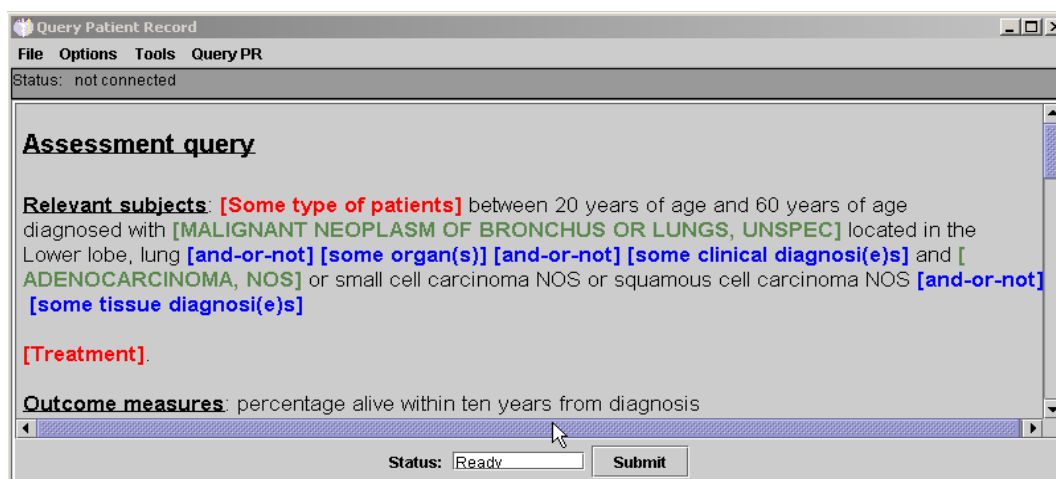 Query Patient Record
File Options Tools Query PR
Status: not connected
Assessment query
Relevant subjects: [Some type of patients] between 20 years of age and 60 years of age
diagnosed with [MALIGNANT NEOPLASM OF BRONCHUS OR LUNGS, UNSPEC] located in the
Lower lobe, lung [and-or-not] [some organ(s)] [and-or-not] [some clinical diagnosi(e)s] and [
ADENOCARCINOMA, NOS] or small cell carcinoma NOS or squamous cell carcinoma NOS [and-or-not]
[some tissue diagnosi(e)s]
[Treatment].
Outcome measures: percentage alive within ten years from diagnosis
Status: Ready Submit